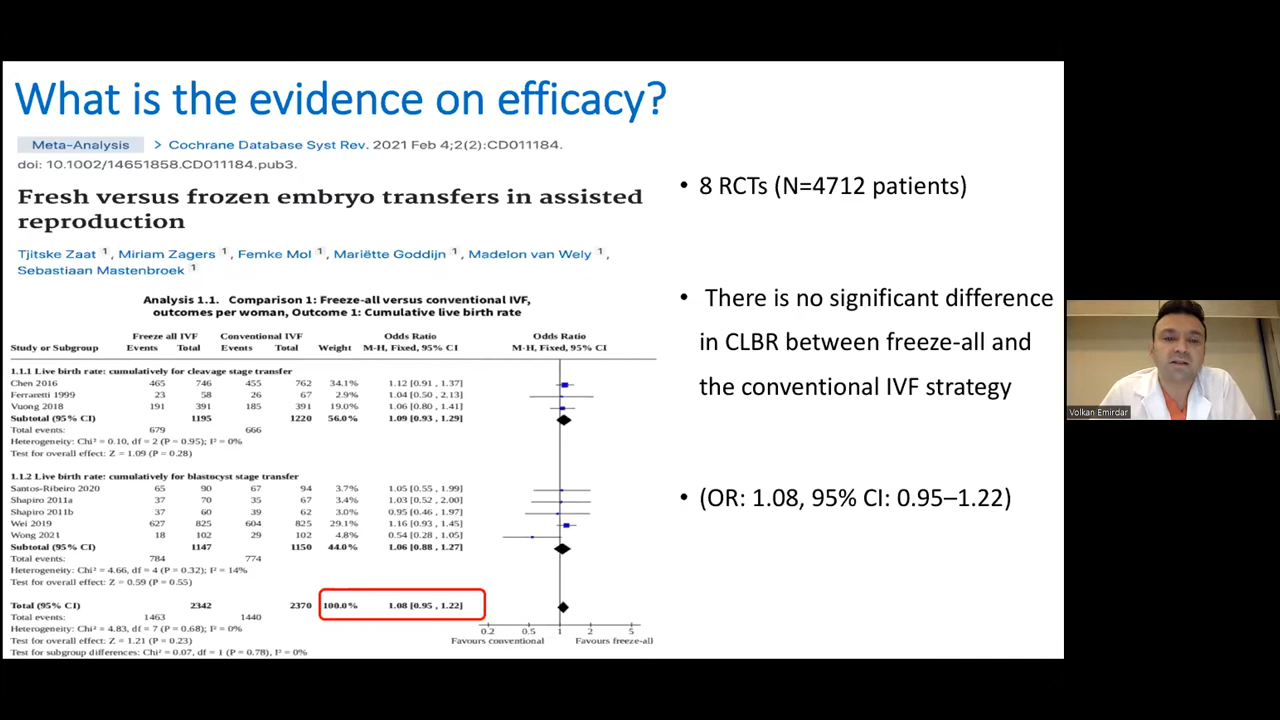 What is the evidence on efficacy?
Meta-Analysis > Cochrane Database Syst Rev. 2021 Feb 4;2(2):CD011184.
doi: 10.1002/14651858.CD011184.pub3.
Fresh versus frozen embryo transfers in assisted
reproduction
Tjitske Zaat 1, Miriam Zagers 1, Femke Mol 1, Mariëtte Goddijn 1, Madelon van Wely 1,
Sebastiaan Mastenbroek 1
Analysis 1.1. Comparison 1: Freeze-all versus conventional IVF,
outcomes per woman, Outcome 1: Cumulative live birth rate
Freeze all IVF Conventional IVF Odds Ratio Odds Ratio
Study or Subgroup Events Total Events Total Weight M-H, Fixed, 95% CI M-H, Fixed, 95% CI
1.1.1 Live birth rate: cumulatively for cleavage stage transfer
Chen 2016 465 746 455 762 34.1% 1.12 [0.91 , 1.37]
Ferraretti 1999 23 58 26 67 2.9% 1.04 [0.50 , 2.13]
Vuong 2018 191 391 185 391 19.0% 1.06 [0.80 , 1.41]
Subtotal (95% CI) 1195 1220 56.0% 1.09 [0.93 , 1.29]
Total events: 679 666
Heterogeneity: Chi² = 0.10, df = 2 (P = 0.95); I² = 0%
Test for overall effect: Z = 1.09 (P = 0.28)
1.1.2 Live birth rate: cumulatively for blastocyst stage transfer
Santos-Ribeiro 2020 65 90 67 94 3.7% 1.05 [0.55 , 1.99]
Shapiro 2011a 37 70 35 67 3.4% 1.03 [0.52 , 2.00]
Shapiro 2011b 37 60 39 62 3.0% 0.95 [0.46 , 1.97]
Wei 2019 627 825 604 825 29.1% 1.16 [0.93 , 1.45]
Wong 2021 18 102 29 102 4.8% 0.54 [0.28 , 1.05]
Subtotal (95% CI) 1147 1150 44.0% 1.06 [0.88 , 1.27]
Total events: 784 774
Heterogeneity: Chi² = 4.66, df = 4 (P = 0.32); I² = 14%
Test for overall effect: Z = 0.59 (P = 0.55)
Total (95% CI) 2342 2370 100.0% 1.08 [0.95 , 1.22]
Total events: 1463 1440
Heterogeneity: Chi² = 4.83, df = 7 (P = 0.68); I² = 0%
Test for overall effect: Z = 1.21 (P = 0.23)
Test for subgroup differences: Chi² = 0.07, df = 1 (P = 0.78), I² = 0%
0.2 0.5 1 2 5
Favours conventional Favours freeze-all
• 8 RCTs (N=4712 patients)
• There is no significant difference
in CLBR between freeze-all and
the conventional IVF strategy
• (OR: 1.08, 95% CI: 0.95–1.22)
Volkan Emirdar